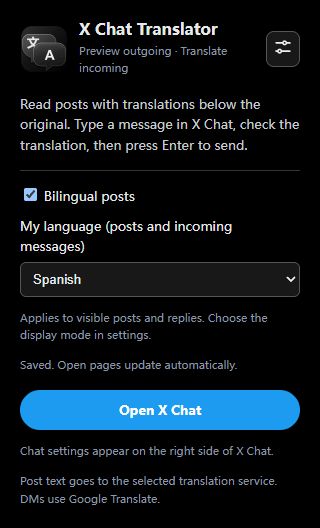 X Chat Translator
Preview outgoing · Translate
incoming
文
A
Read posts with translations below the
original. Type a message in X Chat, check the
translation, then press Enter to send.
Bilingual posts
My language (posts and incoming
messages)
Spanish
Applies to visible posts and replies. Choose the
display mode in settings.
Saved. Open pages update automatically.
Open X Chat
Chat settings appear on the right side of X Chat.
Post text goes to the selected translation service.
DMs use Google Translate.